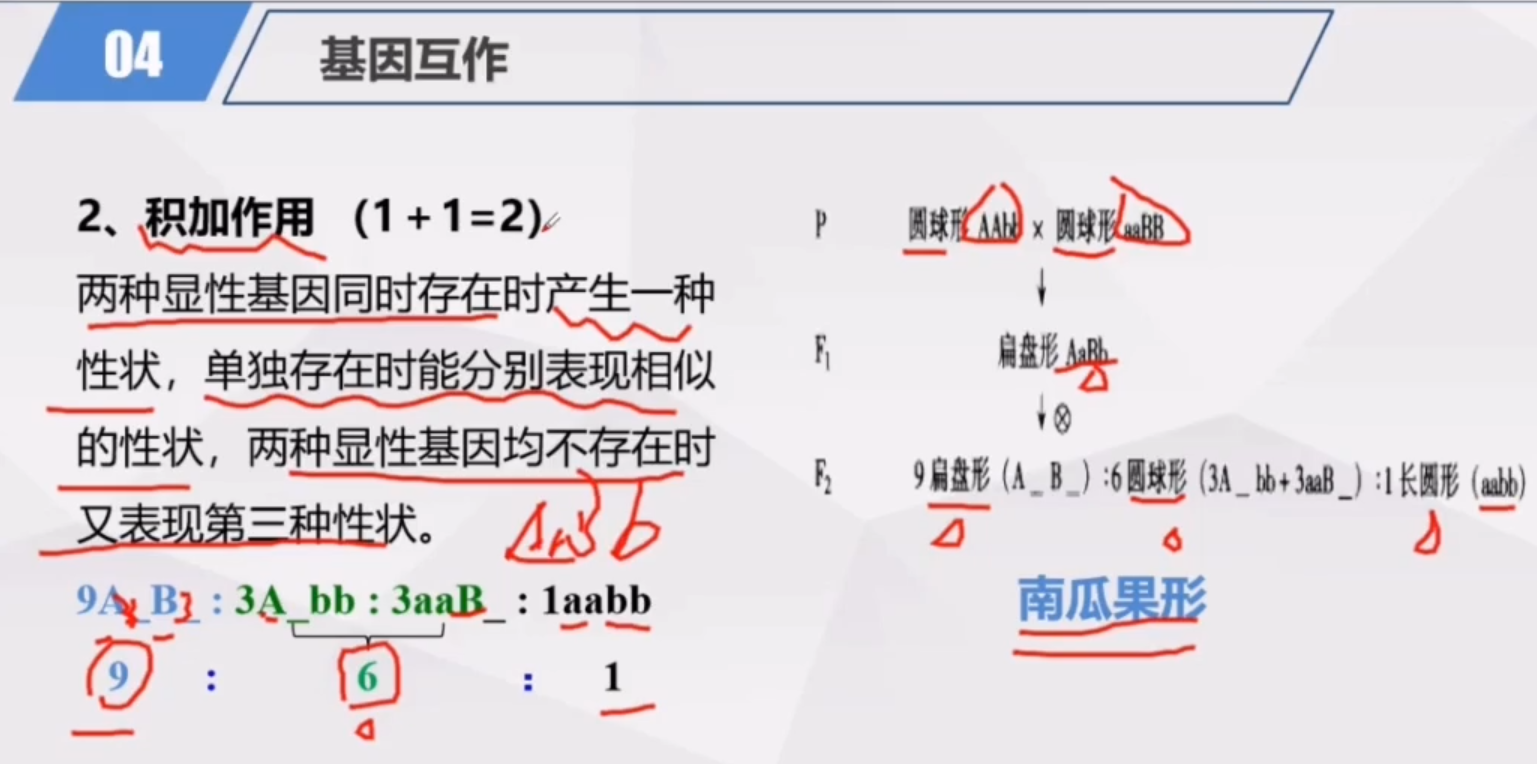 04
基因互作
2、积加作用 (1+1=2)
两种显性基因同时存在时产生一种
性状，单独存在时能分别表现相似
的性状，两种显性基因均不存在时
又表现第三种性状。
9A_B_ : 3A_bb : 3aaB_ : 1aabb
9 : 6 : 1
P 圆球形 AAbb × 圆球形 aaBB
F₁ 扁盘形 AaBb
⊗
F₂ 9扁盘形（A_B_）:6圆球形（3A_bb+3aaB_）:1长圆形（aabb）
南瓜果形